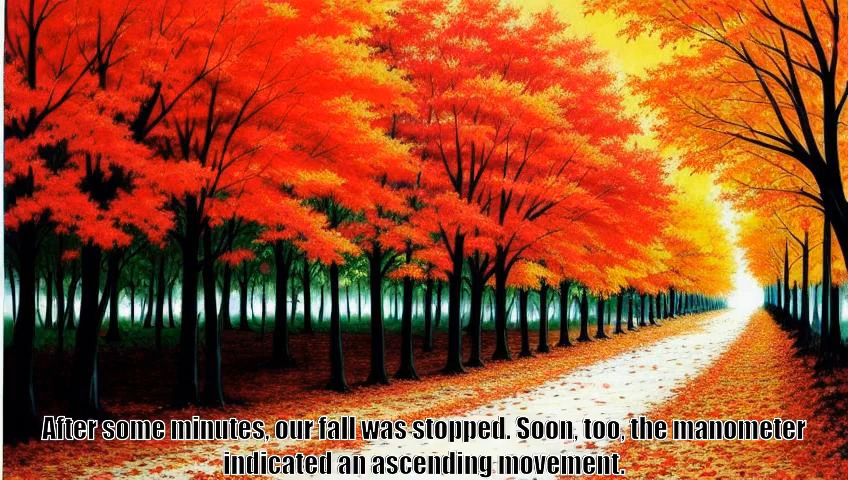 After some minutes, our fall was stopped. Soon, too, the manometer
indicated an ascending movement.